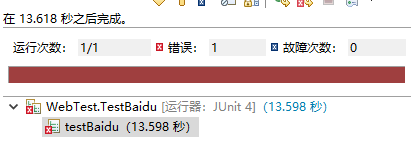 在 13.618 秒之后完成。
运行次数： 1/1 错误： 1 故障次数： 0
WebTest.TestBaidu [运行器：JUnit 4]（13.598 秒）
testBaidu（13.598 秒）